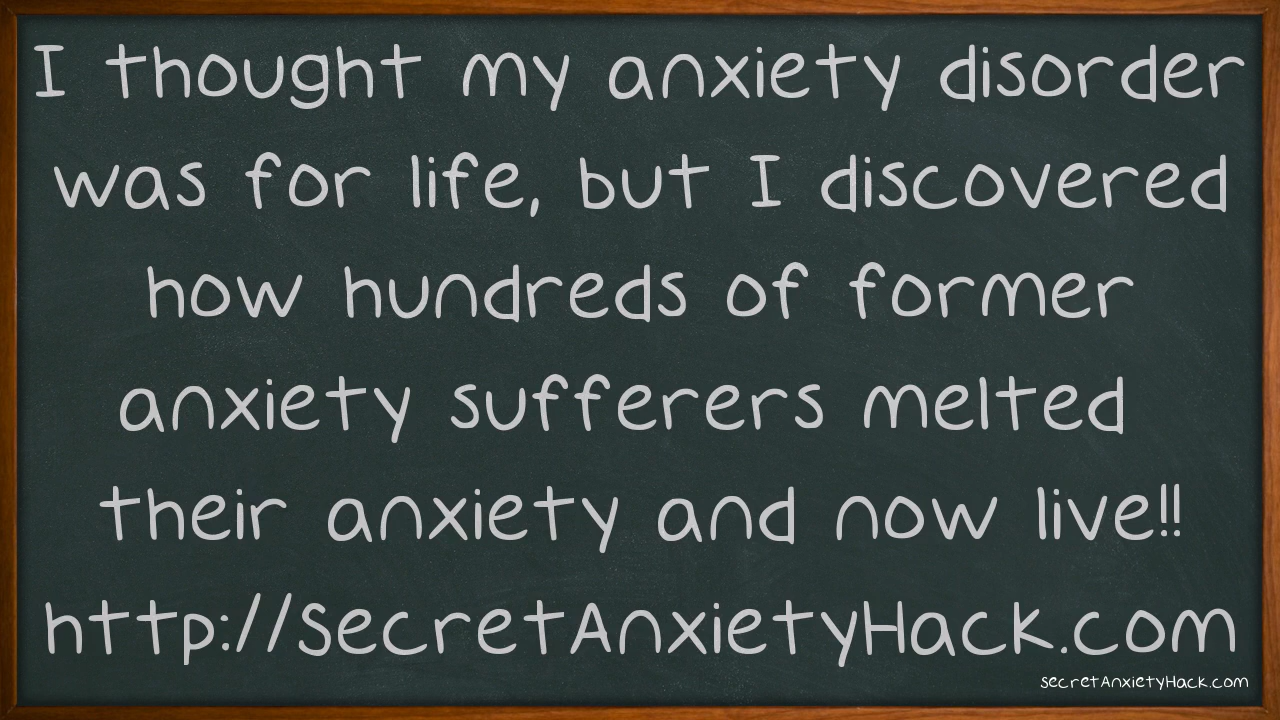 I thought my anxiety disorder
was for life, but I discovered
how hundreds of former
anxiety sufferers melted
their anxiety and now live!!
http://SecretAnxietyHack.com
secretAnxietyHack.com